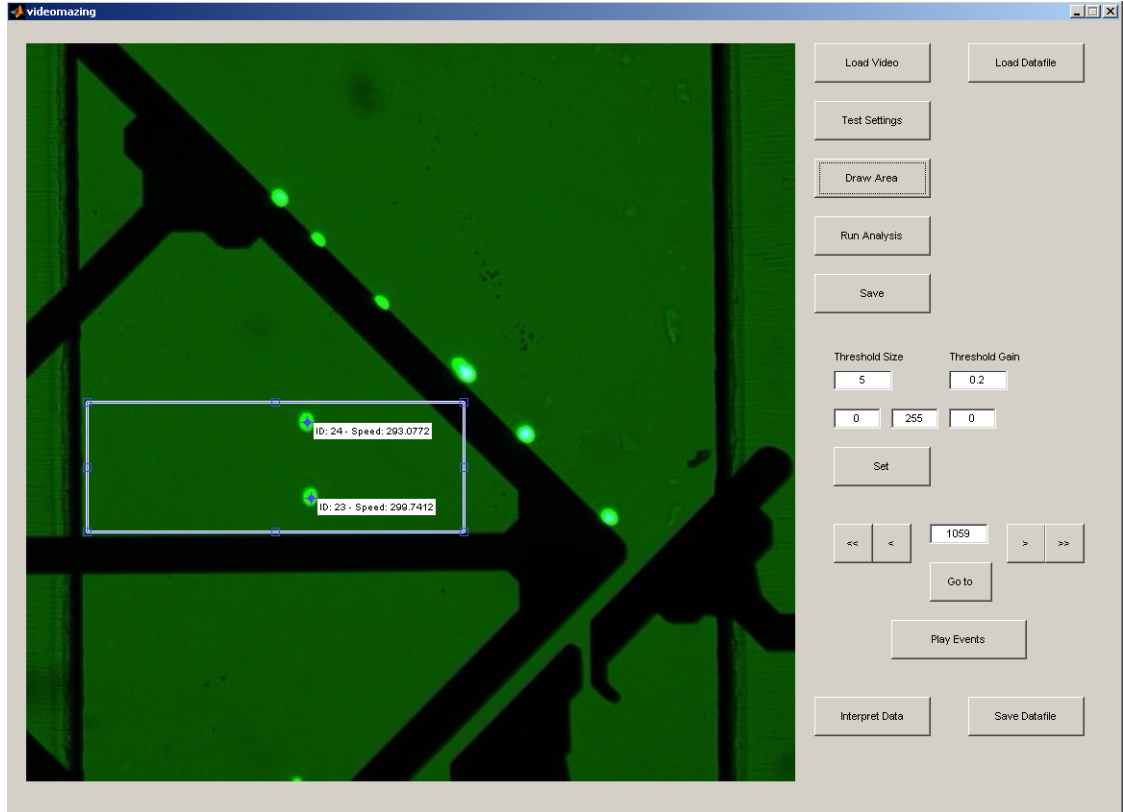 videomazing
Load Video
Load Datafile
Test Settings
Draw Area
Run Analysis
Save
Threshold Size
Threshold Gain
5
0.2
0
255
0
Set
ID: 24 - Speed: 293.0772
ID: 23 - Speed: 299.7412
<<
<
1059
>
>>
Go to
Play Events
Interpret Data
Save Datafile